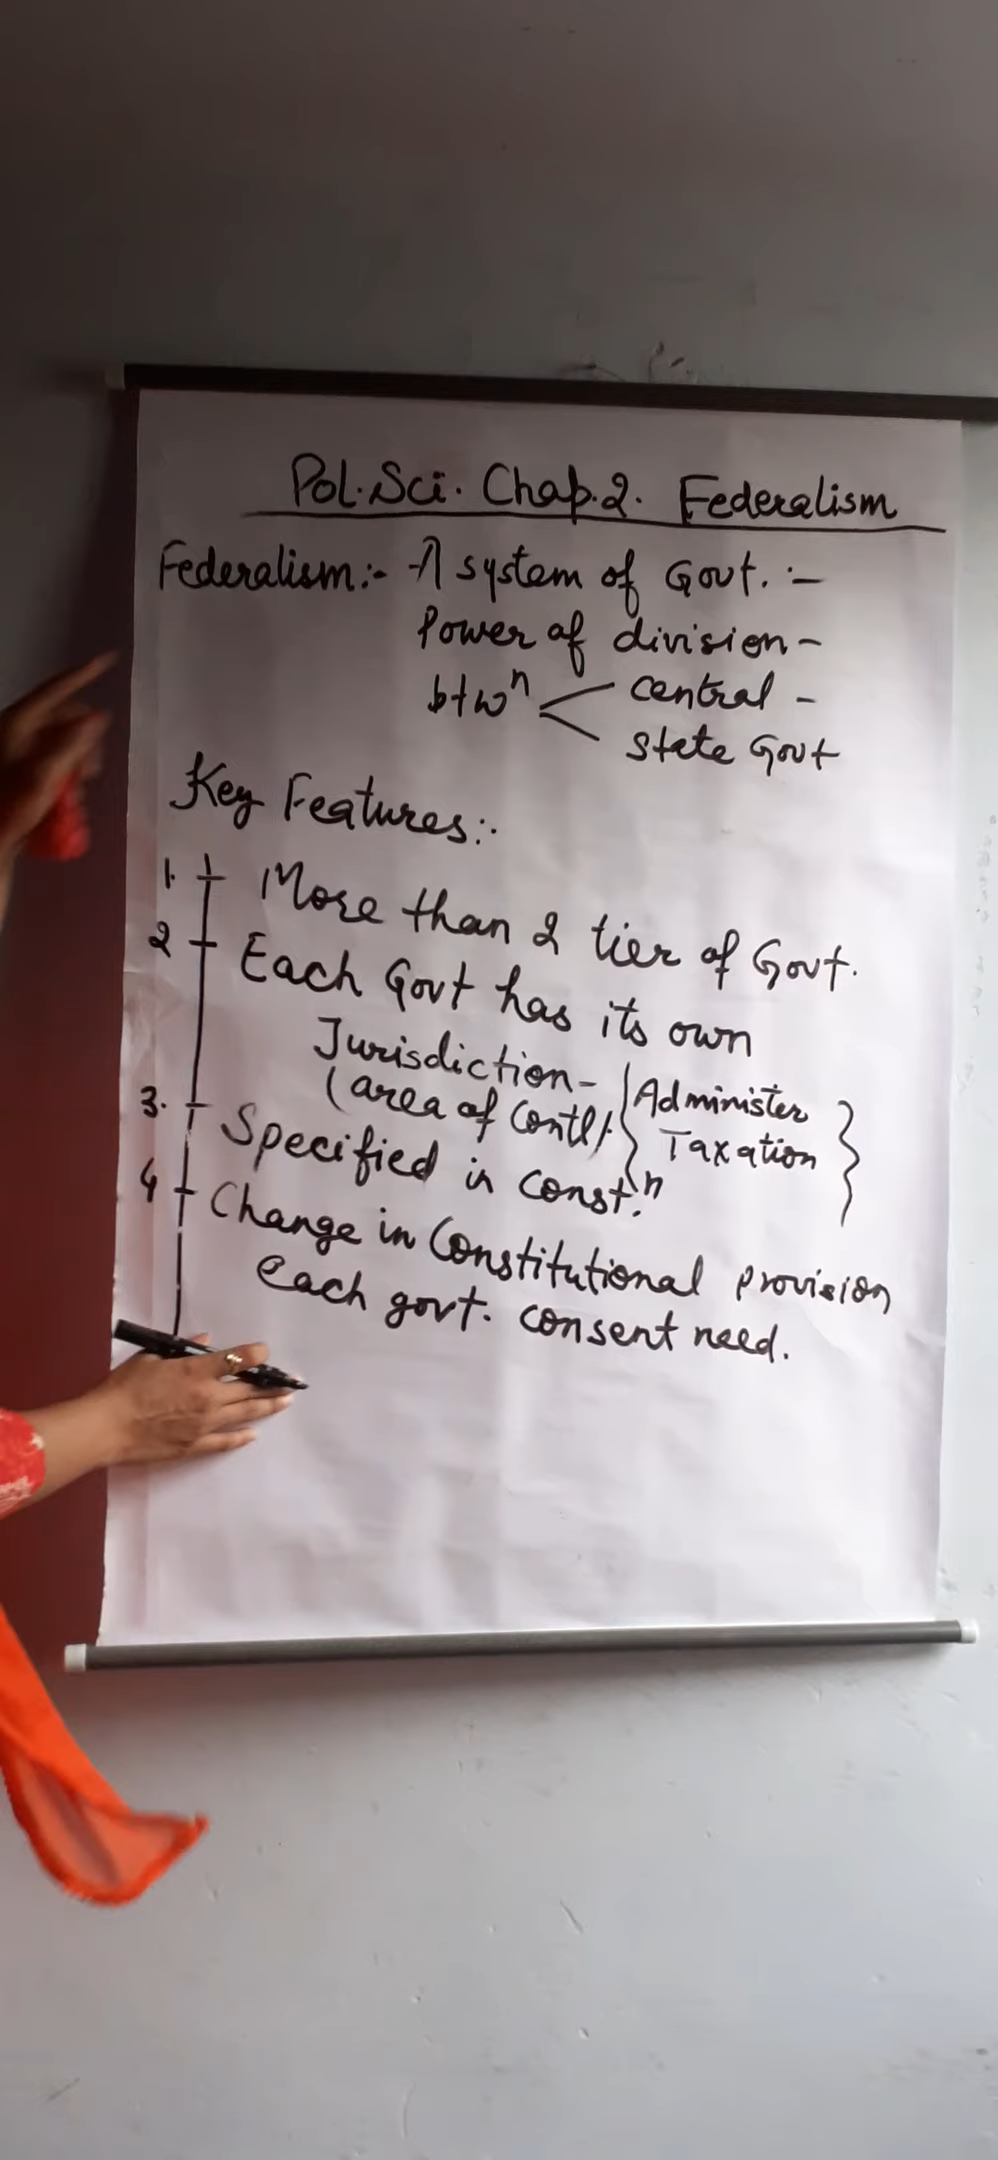 Pol.Sci. Chap.2. Federalism
Federalism:- A system of Govt. :-
Power of division -
btwⁿ central -
state Govt
Key Features:-
1. More than 2 tier of Govt.
2 Each Govt has its own
Jurisdiction - Administer
(area of Contl). Taxation
3. Specified in const.ⁿ
4 Change in Constitutional provision
each govt. consent need.